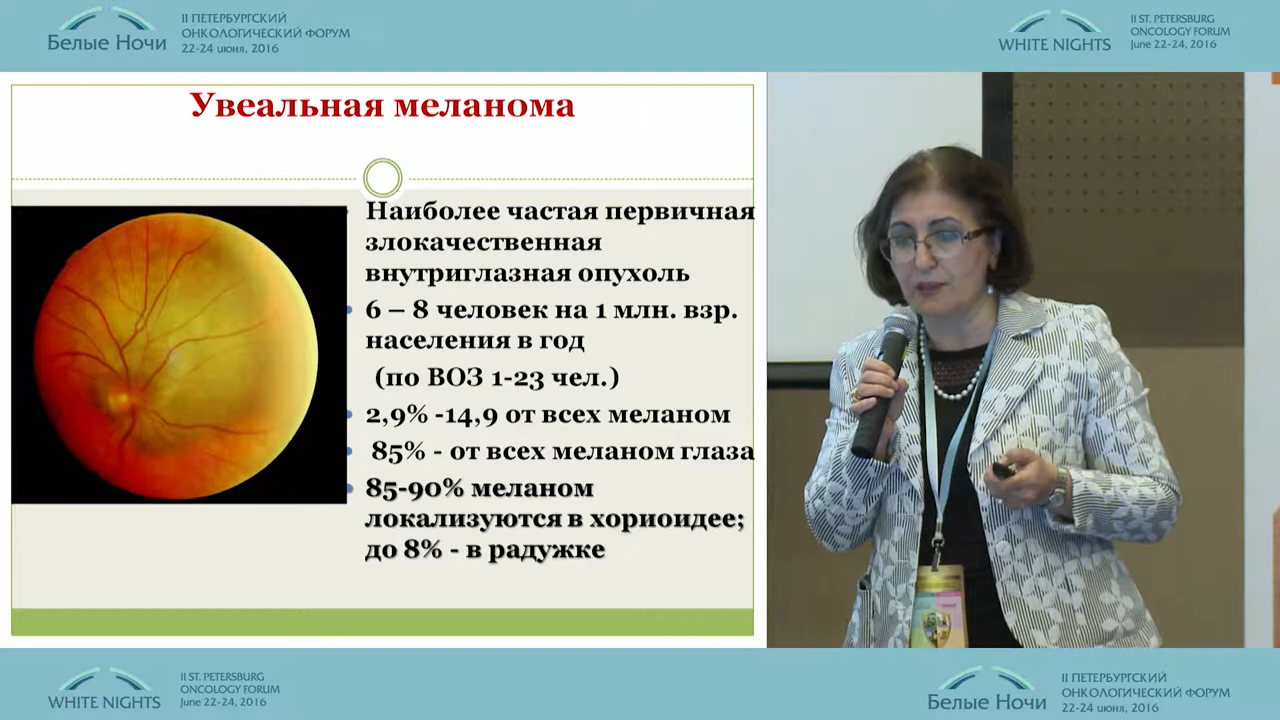 Белые Ночи
II ПЕТЕРБУРГСКИЙ
ОНКОЛОГИЧЕСКИЙ ФОРУМ
22-24 июня, 2016
WHITE NIGHTS
II ST. PETERSBURG
ONCOLOGY FORUM
June 22-24, 2016
Увеальная меланома
Наиболее частая первичная
злокачественная
внутриглазная опухоль
6 – 8 человек на 1 млн. взр.
населения в год
(по ВОЗ 1-23 чел.)
2,9% -14,9 от всех меланом
85% - от всех меланом глаза
85-90% меланом
локализуются в хориоидее;
до 8% - в радужке
WHITE NIGHTS
II ST. PETERSBURG
ONCOLOGY FORUM
June 22-24, 2016
Белые Ночи
II ПЕТЕРБУРГСКИЙ
ОНКОЛОГИЧЕСКИЙ ФОРУМ
22-24 июня, 2016